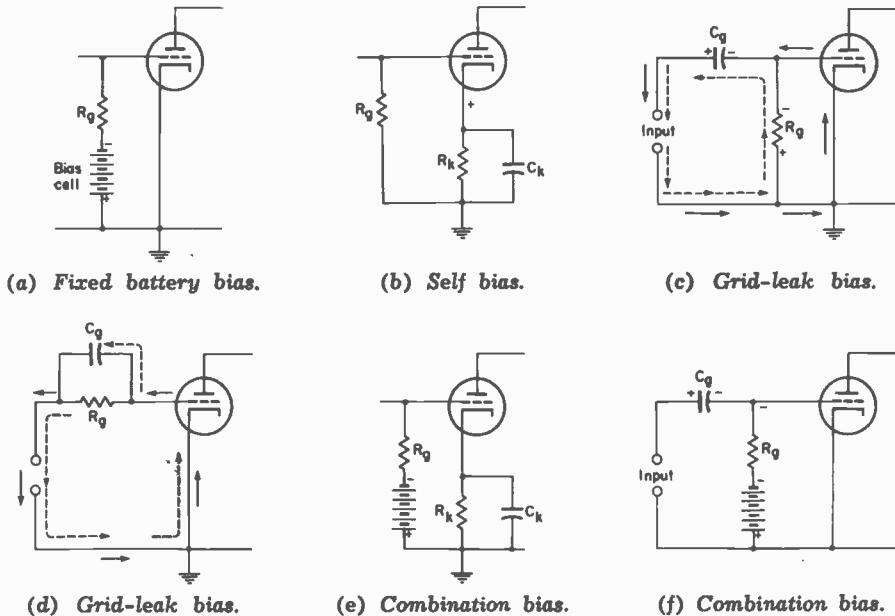 Rg
Bias
cell
-
+
(a) Fixed battery bias.
Rg
+
Rk
Ck
(b) Self bias.
Cg
+ -
Input
-
Rg
+
(c) Grid-leak bias.
Cg
Rg
(d) Grid-leak bias.
Rg
-
+
Rk
Ck
(e) Combination bias.
Cg
+ -
-
Input
Rg
-
+
(f) Combination bias.